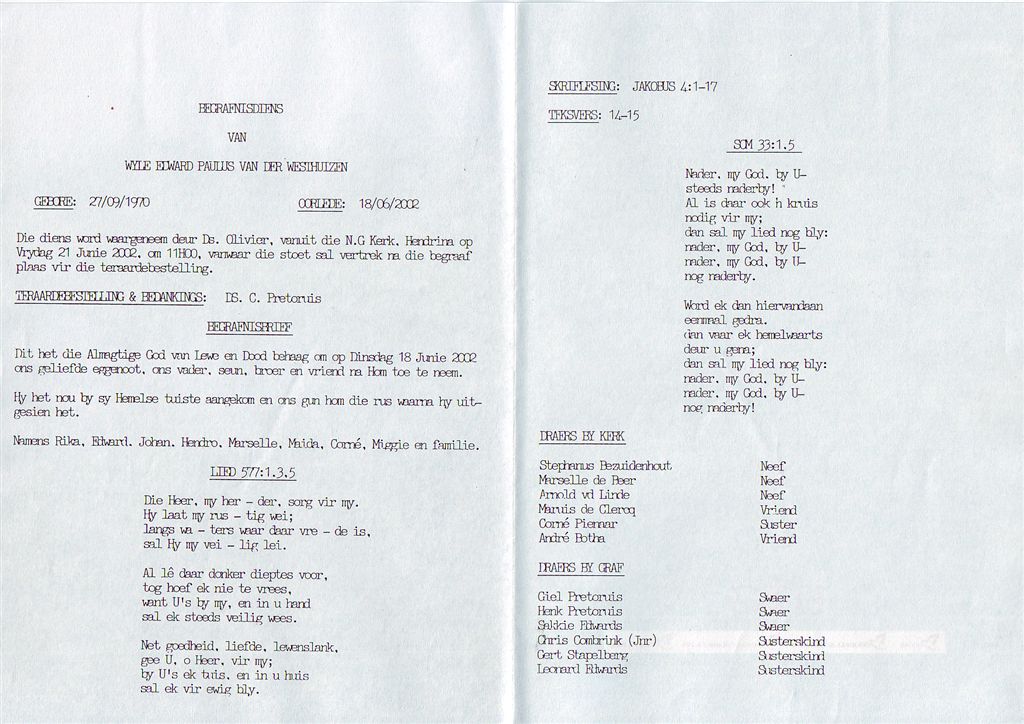 BEGRAFNISDIENS
VAN
WYLE EDWARD PAULUS VAN DER WESTHUIZEN
GEBORE: 27/09/1970 OORLEDE: 18/06/2002
Die diens word waargeneem deur Ds. Olivier, vanuit die N.G Kerk, Hendrina op
Vrydag 21 Junie 2002, om 11H00, vanwaar die stoet sal vertrek na die begraaf
plaas vir die teraardebestelling.
TERAARDEBESTELLING & BEDANKINGS: DS. C. Pretoruis
BEGRAFNISBRIEF
Dit het die Almagtige God van Lewe en Dood behaag om op Dinsdag 18 Junie 2002
ons geliefde eggenoot, ons vader, seun, broer en vriend na Hom toe te neem.
Hy het nou by sy Hemelse tuiste aangekom en ons gun hom die rus waarna hy uit-
gesien het.
Namens Rika, Edward, Johan, Hendro, Marselle, Maida, Corné, Miggie en familie.
LIED 577:1.3.5
Die Heer, my her - der, sorg vir my.
Hy laat my rus - tig wei;
langs wa - ters waar daar vre - de is,
sal Hy my vei - lig lei.
Al lê daar donker dieptes voor,
tog hoef ek nie te vrees,
want U's by my, en in u hand
sal ek steeds veilig wees.
Net goedheid, liefde, lewenslank,
gee U, o Heer, vir my;
by U's ek tuis, en in u huis
sal ek vir ewig bly.
SKRIFLESING: JAKOBUS 4:1-17
TEKSVERS: 14-15
SOM 33:1.5
Nader, my God, by U-
steeds naderby!
Al is daar ook h kruis
nodig vir my;
dan sal my lied nog bly:
nader, my God, by U-
nader, my God, by U-
nog naderby.
Word ek dan hiervandaan
eenmaal gedra.
dan vaar ek hemelwaarts
deur u gena;
dan sal my lied nog bly:
nader, my God, by U-
nader, my God, by U-
nog naderby!
DRAERS BY KERK
Stephanus Bezuidenhout Neef
Marselle de Beer Neef
Arnold vd Linde Neef
Maruis de Clercq Vriend
Corné Pienaar Suster
André Botha Vriend
DRAERS BY GRAF
Giel Pretoruis Swaer
Henk Pretoruis Swaer
Sakkie Edwards Swaer
Chris Combrink (Jnr) Susterskind
Gert Stapelberg Susterskind
Leonard Edwards Susterskind